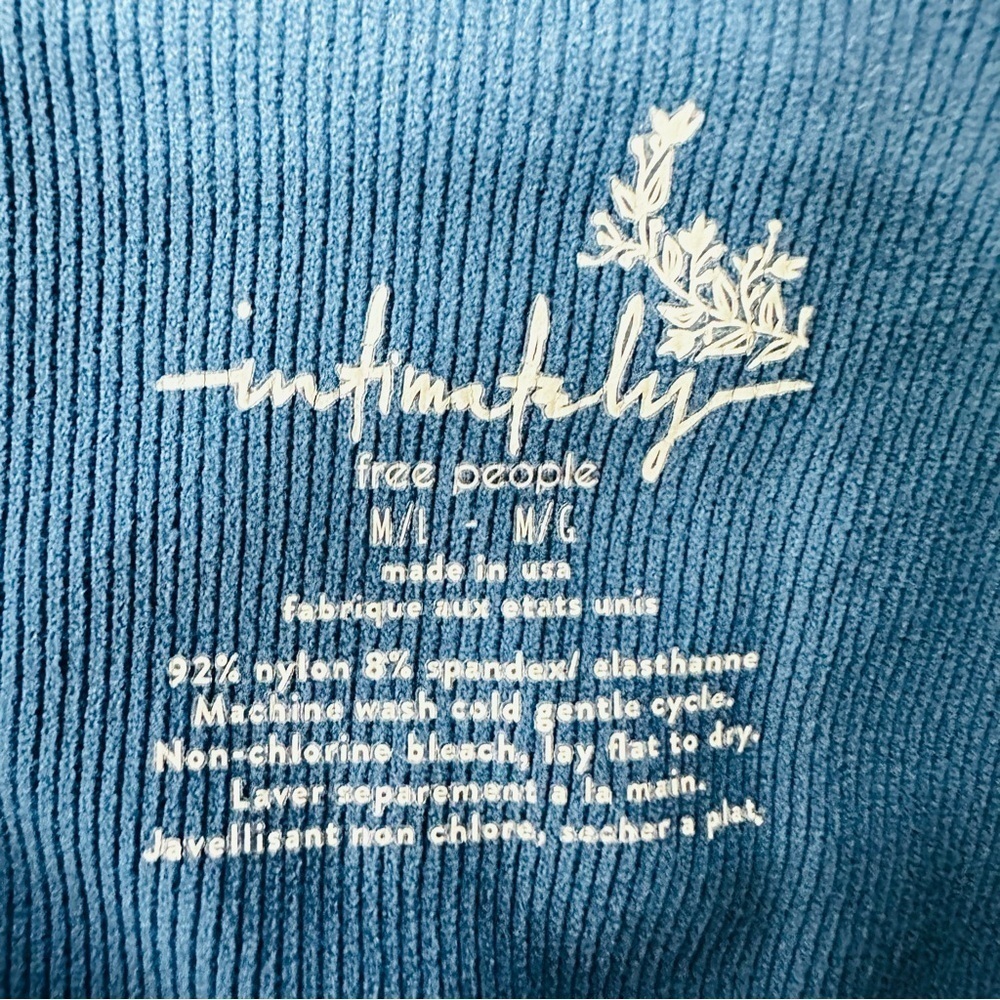 intimately
free people
M/L - M/G
made in usa
fabrique aux etats unis
92% nylon 8% spandex/ elasthanne
Machine wash cold gentle cycle.
Non-chlorine bleach, lay flat to dry.
Laver separement a la main.
Javellisant non chlore, secher a plat.